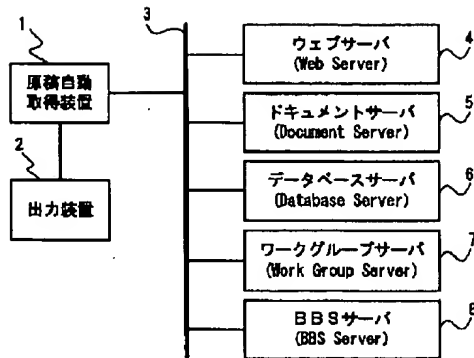 1
3
原稿自動
取得装置
2
出力装置
ウェブサーバ
(Web Server)
4
ドキュメントサーバ
(Document Server)
5
データベースサーバ
(Database Server)
6
ワークグループサーバ
(Work Group Server)
7
BBSサーバ
(BBS Server)
8